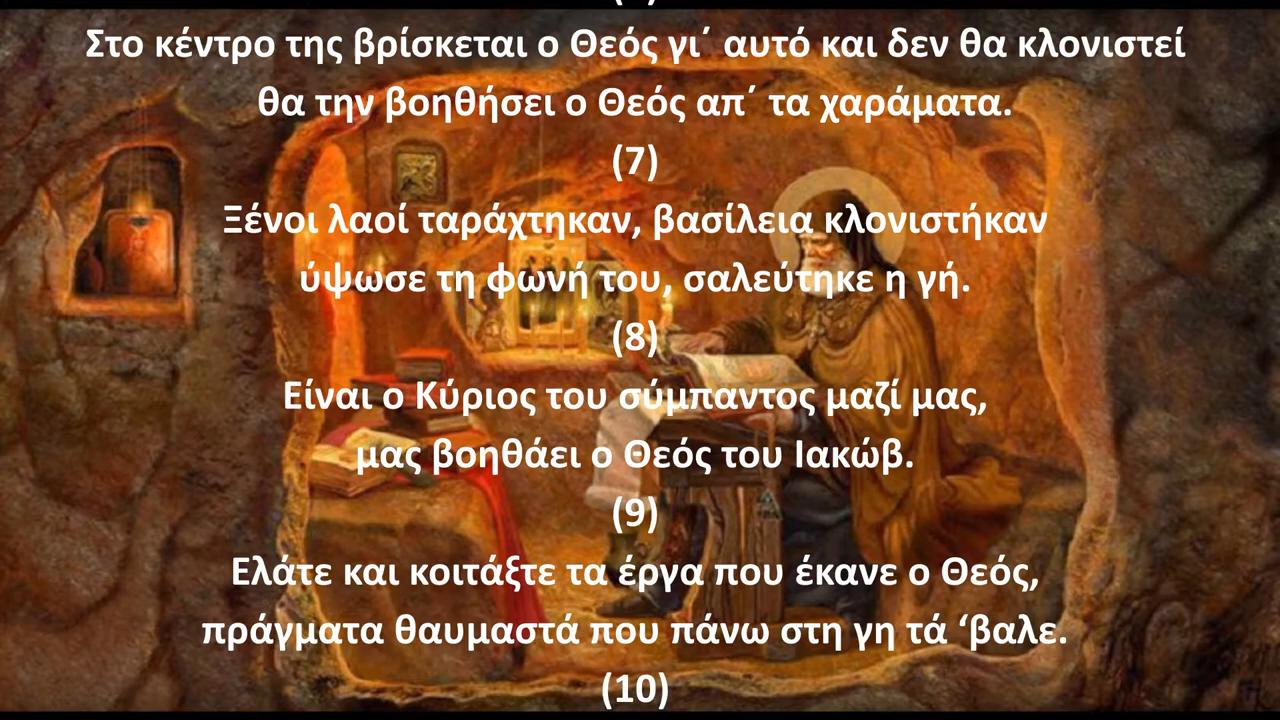 Στο κέντρο της βρίσκεται ο Θεός γι΄ αυτό και δεν θα κλονιστεί
θα την βοηθήσει ο Θεός απ΄ τα χαράματα.
(7)
Ξένοι λαοί ταράχτηκαν, βασίλεια κλονιστήκαν
ύψωσε τη φωνή του, σαλεύτηκε η γή.
(8)
Είναι ο Κύριος του σύμπαντος μαζί μας,
μας βοηθάει ο Θεός του Ιακώβ.
(9)
Ελάτε και κοιτάξτε τα έργα που έκανε ο Θεός,
πράγματα θαυμαστά που πάνω στη γη τά ‘βαλε.
(10)